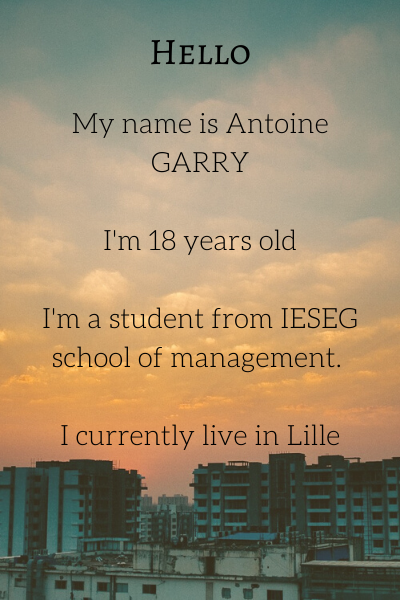 Hello
My name is Antoine
GARRY
I'm 18 years old
I'm a student from IESEG
school of management.
I currently live in Lille